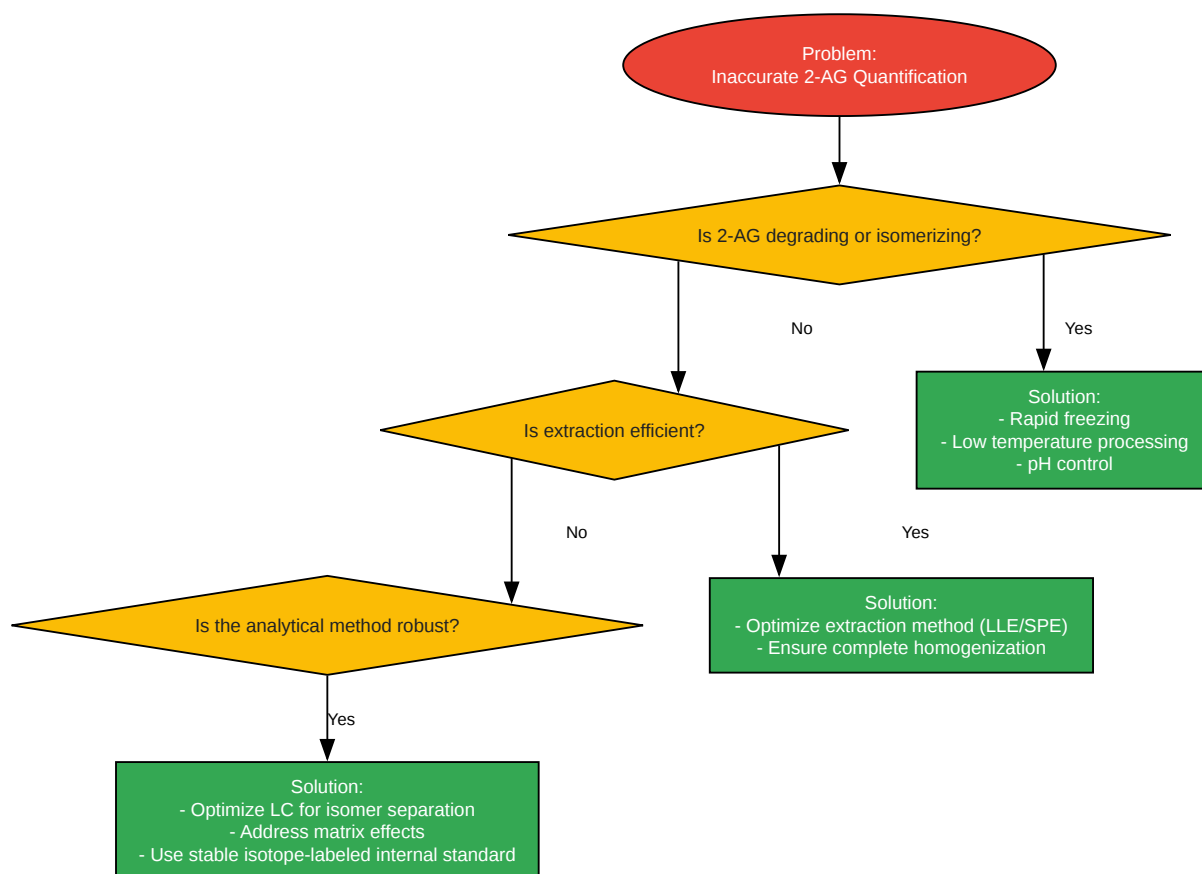 Problem:
Inaccurate 2-AG Quantification
Is 2-AG degrading or isomerizing?
No
Yes
Solution:
- Rapid freezing
- Low temperature processing
- pH control
Is extraction efficient?
No
Yes
Solution:
- Optimize extraction method (LLE/SPE)
- Ensure complete homogenization
Is the analytical method robust?
Yes
Solution:
- Optimize LC for isomer separation
- Address matrix effects
- Use stable isotope-labeled internal standard